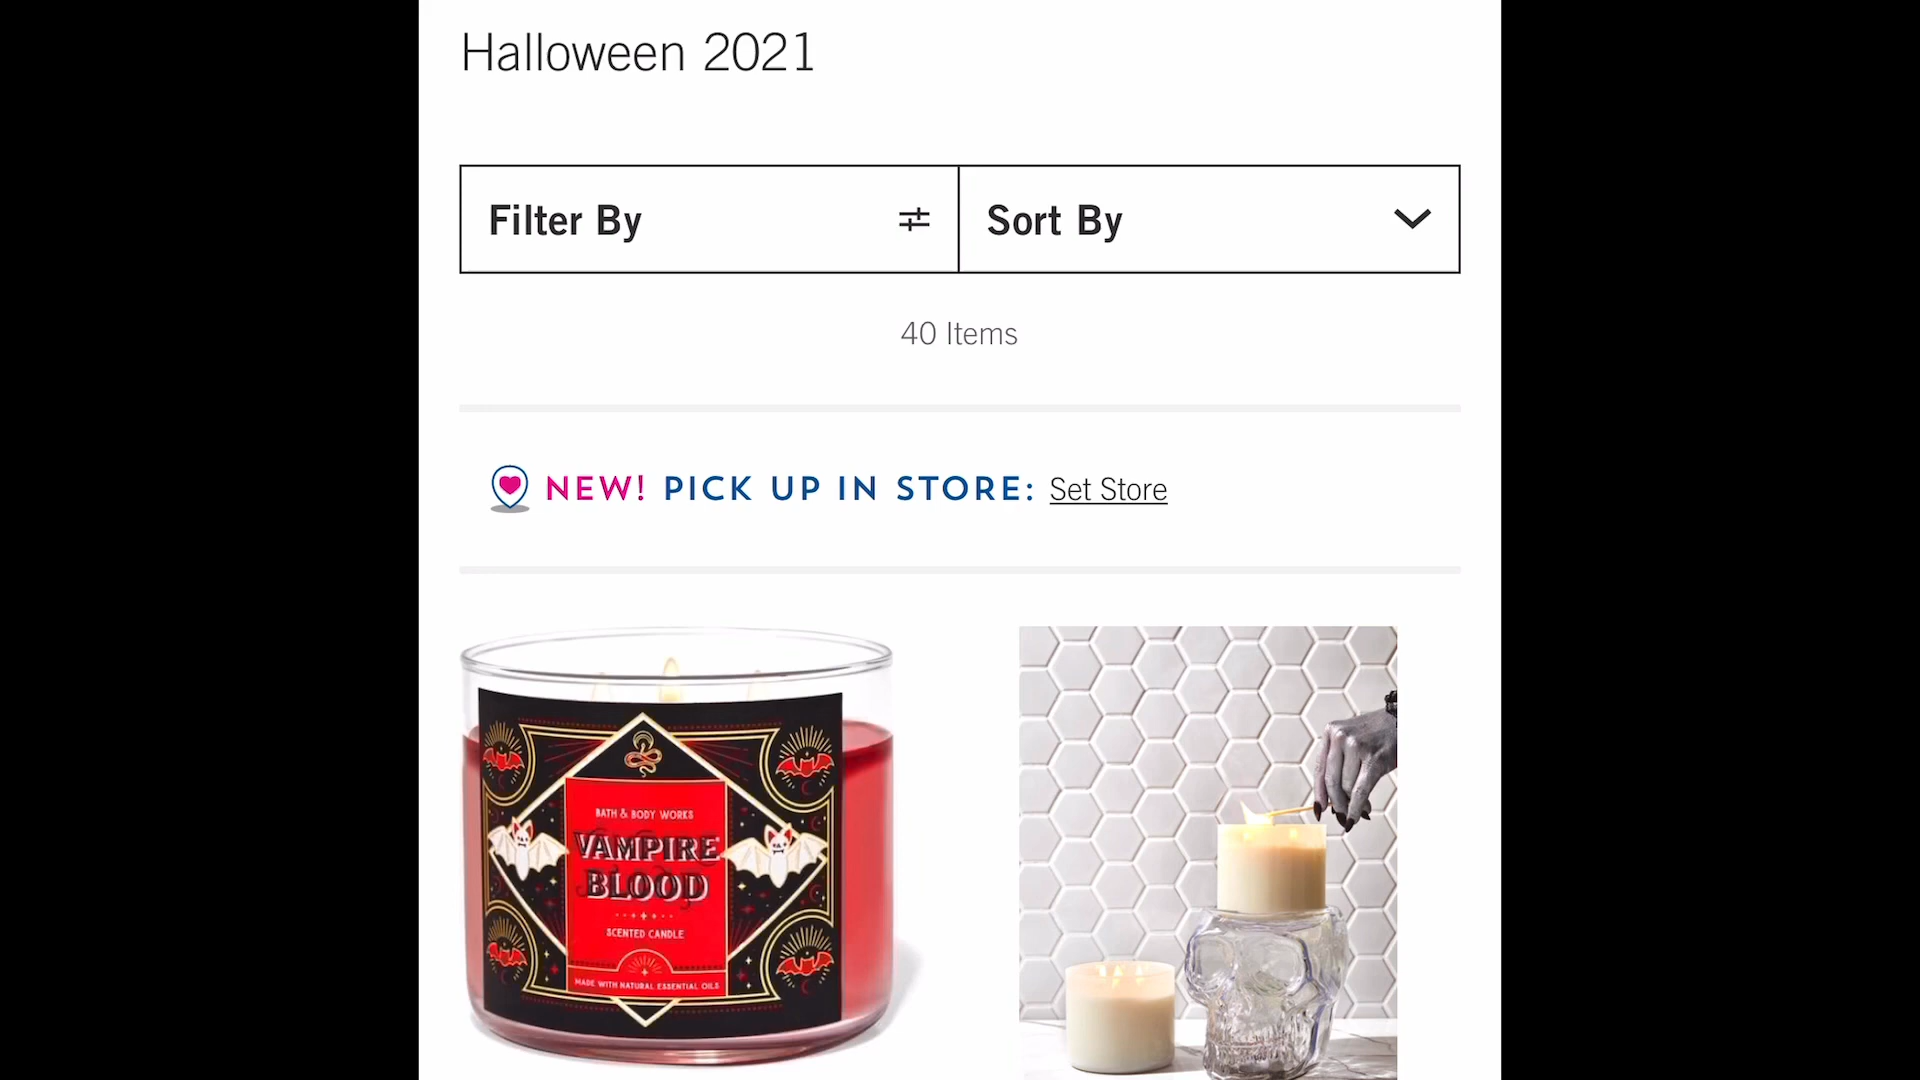 Halloween 2021
Filter By
Sort By
40 Items
NEW! PICK UP IN STORE: Set Store
BATH & BODY WORKS
VAMPIRE
BLOOD
SCENTED CANDLE
MADE WITH NATURAL ESSENTIAL OILS